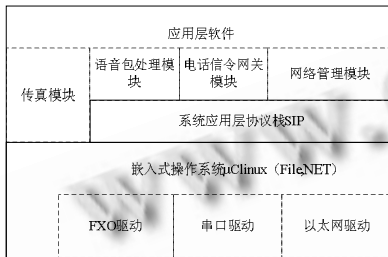 应用层软件
传真模块
语音包处理模
块
电话信令网关
模块
网络管理模块
系统应用层协议栈SIP
嵌入式操作系统μClinux（File,NET）
FXO驱动
串口驱动
以太网驱动